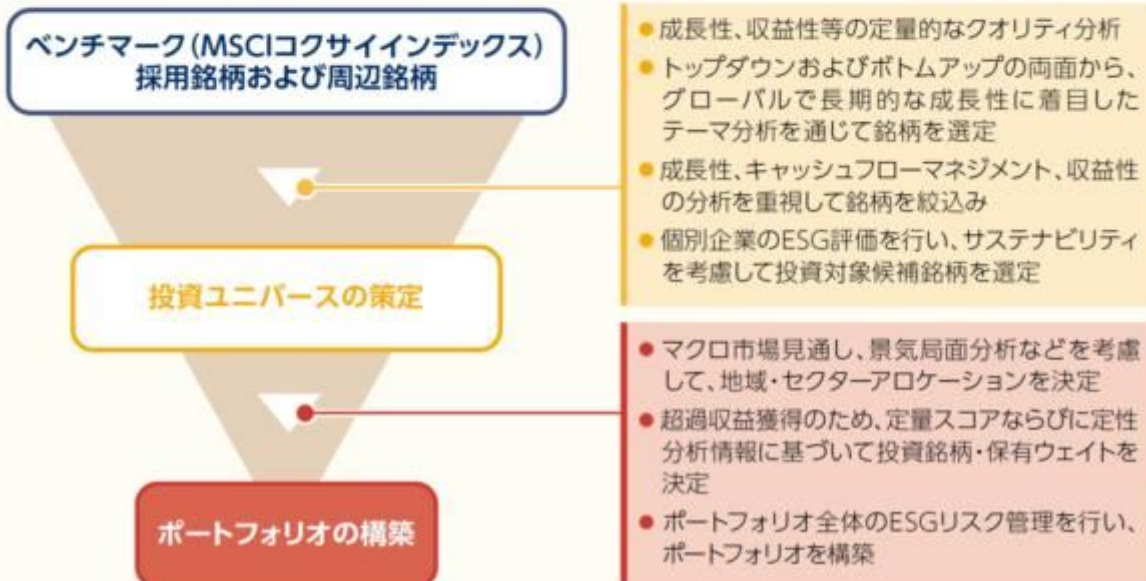 ベンチマーク(MSCIコクサイインデックス)
採用銘柄および周辺銘柄
●成長性、収益性等の定量的なクオリティ分析
●トップダウンおよびボトムアップの両面から、
グローバルで長期的な成長性に着目した
テーマ分析を通じて銘柄を選定
●成長性、キャッシュフローマネジメント、収益性
の分析を重視して銘柄を絞込み
●個別企業のESG評価を行い、サステナビリティ
を考慮して投資対象候補銘柄を選定
投資ユニバースの策定
●マクロ市場見通し、景気局面分析などを考慮
して、地域・セクターアロケーションを決定
●超過収益獲得のため、定量スコアならびに定性
分析情報に基づいて投資銘柄・保有ウェイトを
決定
●ポートフォリオ全体のESGリスク管理を行い、
ポートフォリオを構築
ポートフォリオの構築